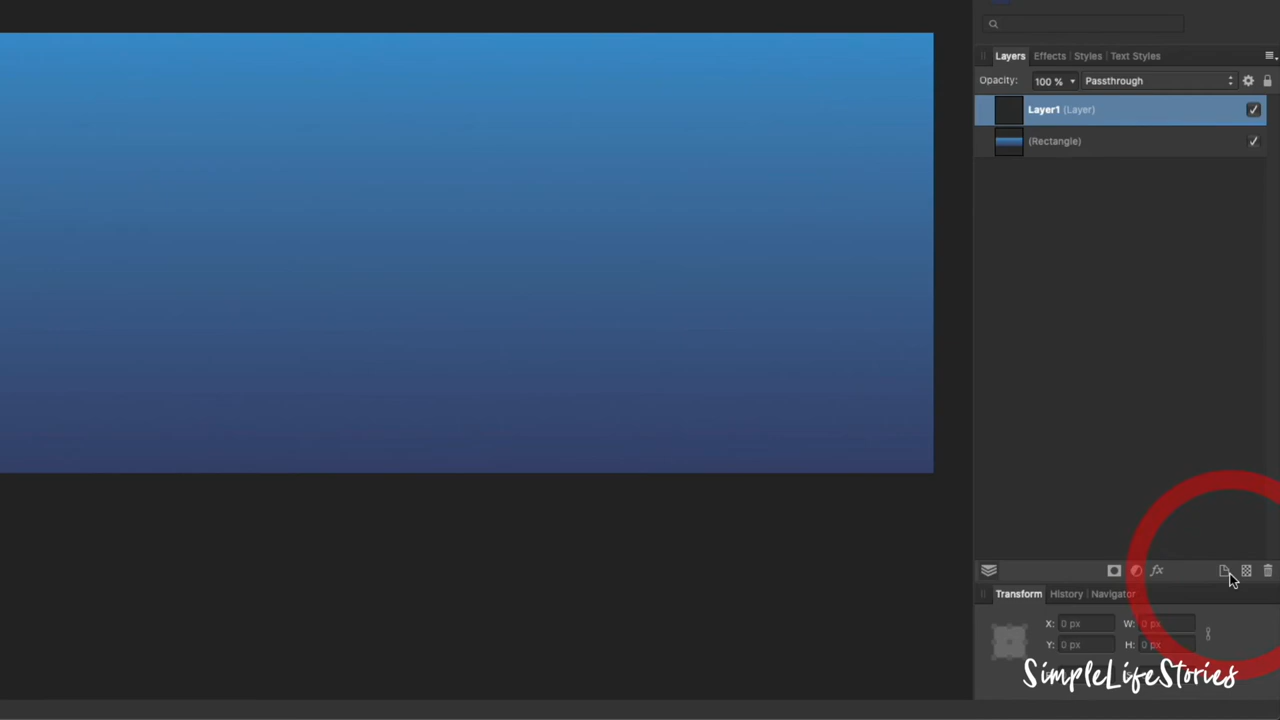 Layers Effects Styles Text Styles
Opacity: 100 % Passthrough
Layer1 (Layer)
(Rectangle)
fx
Transform History Navigator
X: 0 px W: 0 px
Y: 0 px H: 0 px
SimpleLifeStories